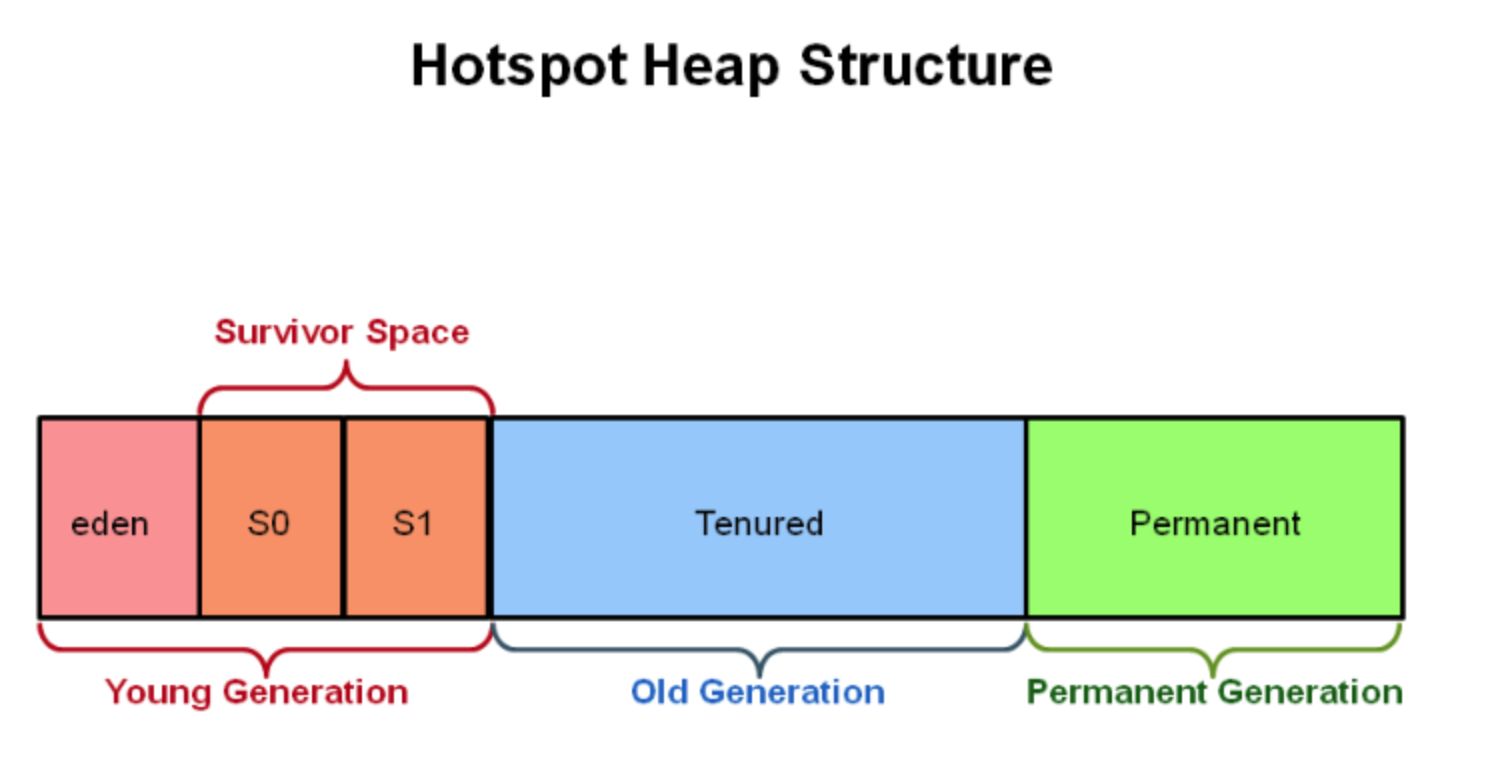 Hotspot Heap Structure
Survivor Space
eden
S0
S1
Tenured
Permanent
Young Generation
Old Generation
Permanent Generation